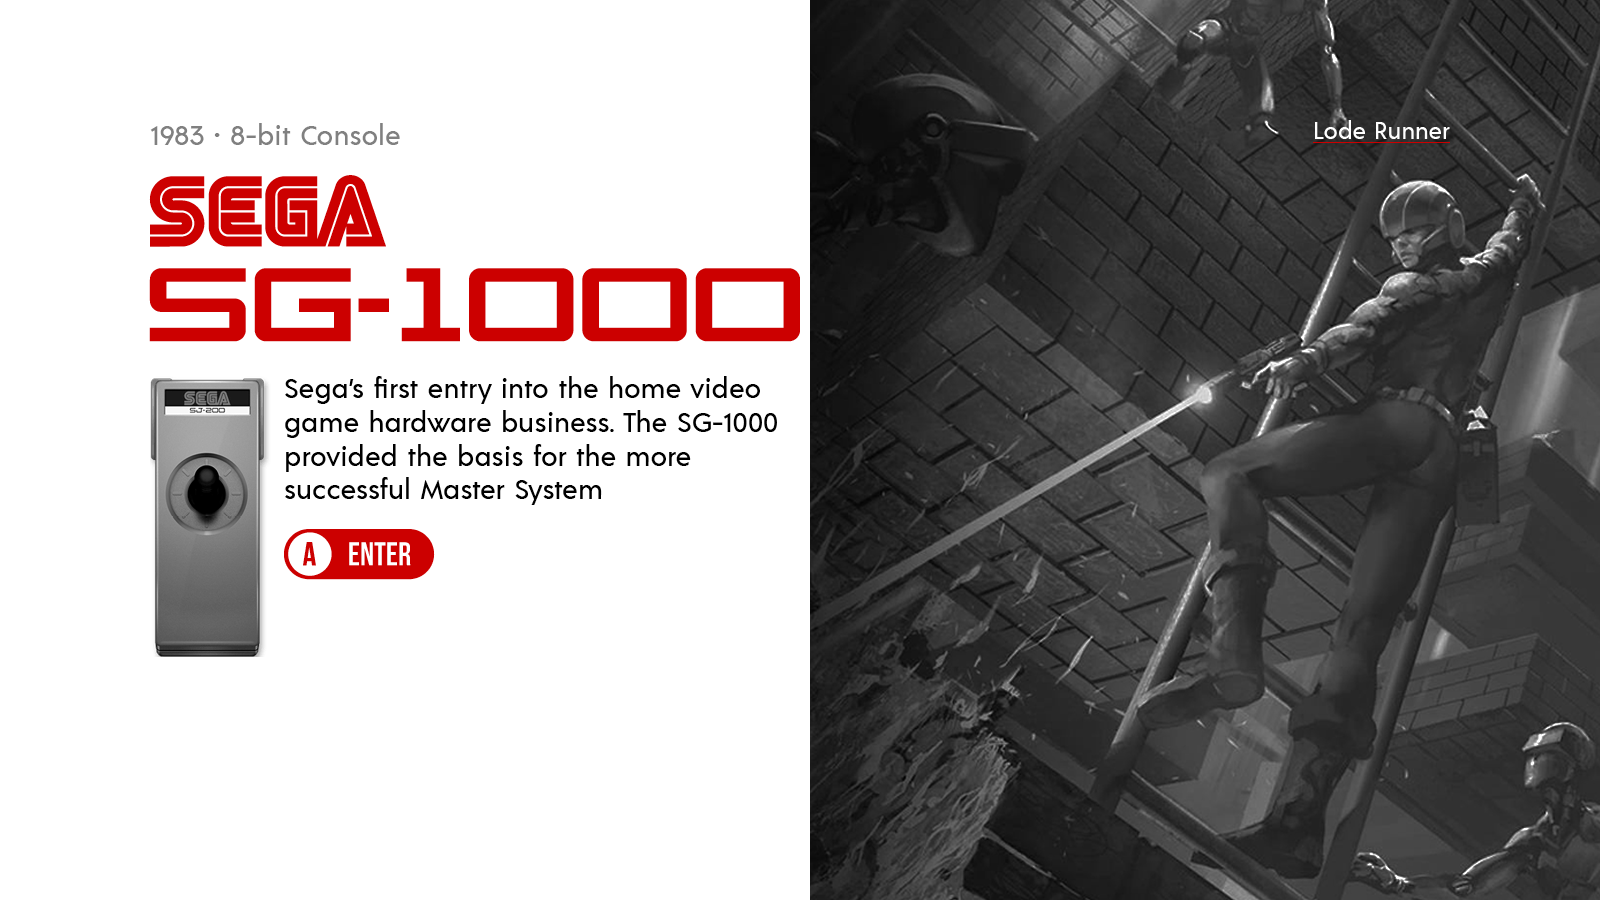 1983 · 8-bit Console
SEGA
SG-1000
SEGA
SJ-200
Sega's first entry into the home video
game hardware business. The SG-1000
provided the basis for the more
successful Master System
A ENTER
Lode Runner